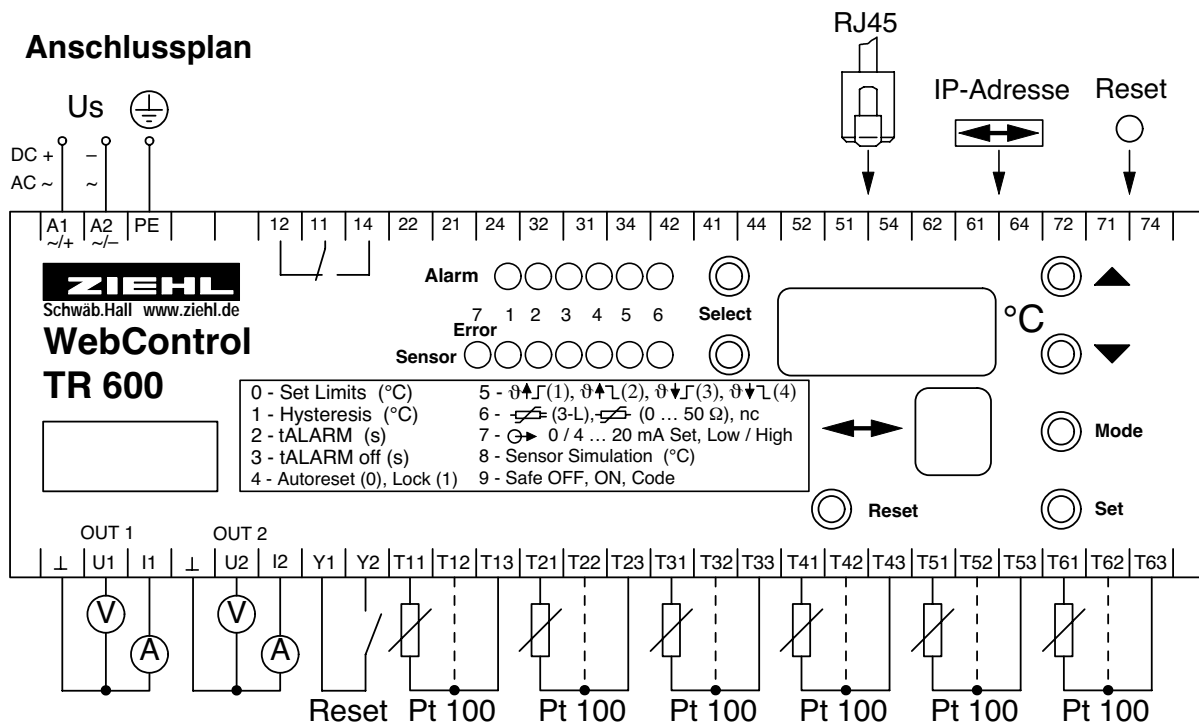 Anschlussplan
RJ45
IP-Adresse Reset
Us
DC + –
AC ~ ~
A1 A2 PE 12 11 14 22 21 24 32 31 34 42 41 44 52 51 54 62 61 64 72 71 74
~/+ ~/–
ZIEHL
Schwäb.Hall www.ziehl.de
WebControl
TR 600
Alarm
7 1 2 3 4 5 6 Select
Error
Sensor
°C
0 - Set Limits (°C)
1 - Hysteresis (°C)
2 - tALARM (s)
3 - tALARM off (s)
4 - Autoreset (0), Lock (1)
5 - ϑ (1), ϑ (2), ϑ (3), ϑ (4)
6 - (3-L), (0 ... 50 Ω), nc
7 - 0 / 4 ... 20 mA Set, Low / High
8 - Sensor Simulation (°C)
9 - Safe OFF, ON, Code
Mode
Reset Set
OUT 1 OUT 2
⊥ U1 I1 ⊥ U2 I2 Y1 Y2 T11 T12 T13 T21 T22 T23 T31 T32 T33 T41 T42 T43 T51 T52 T53 T61 T62 T63
V V
A A
Reset Pt 100 Pt 100 Pt 100 Pt 100 Pt 100 Pt 100